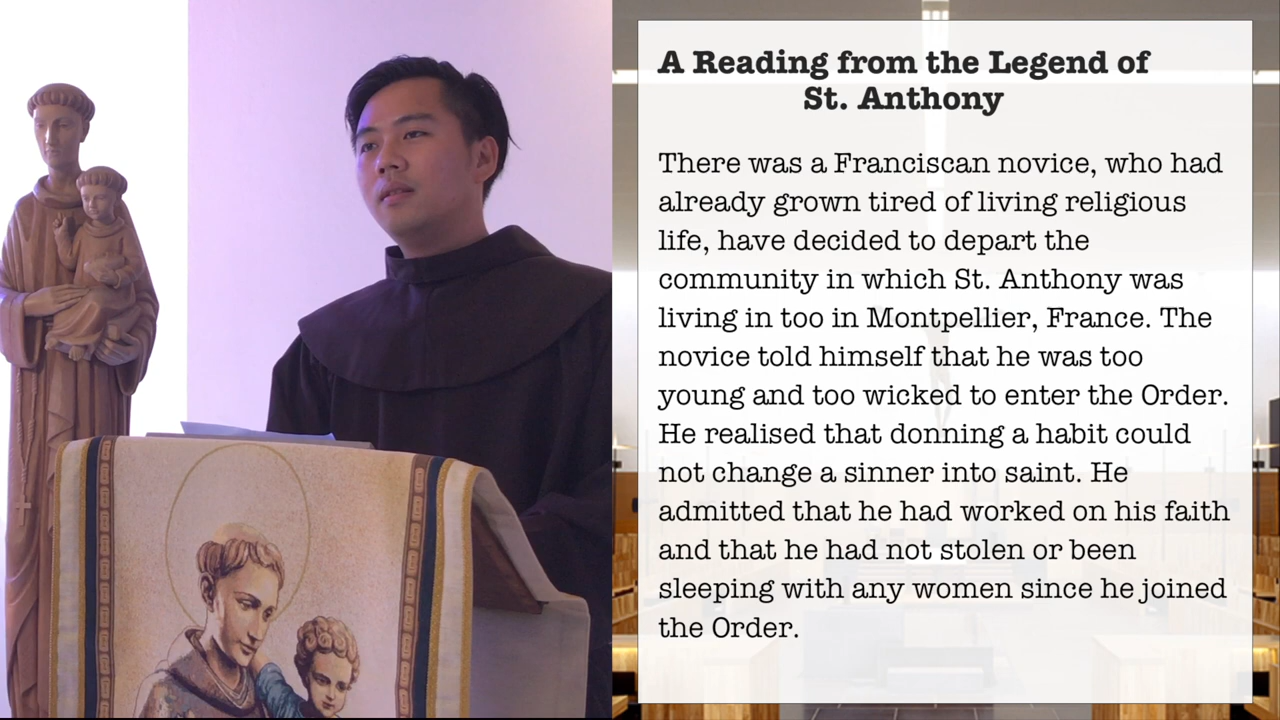 A Reading from the Legend of
St. Anthony
There was a Franciscan novice, who had
already grown tired of living religious
life, have decided to depart the
community in which St. Anthony was
living in too in Montpellier, France. The
novice told himself that he was too
young and too wicked to enter the Order.
He realised that donning a habit could
not change a sinner into saint. He
admitted that he had worked on his faith
and that he had not stolen or been
sleeping with any women since he joined
the Order.